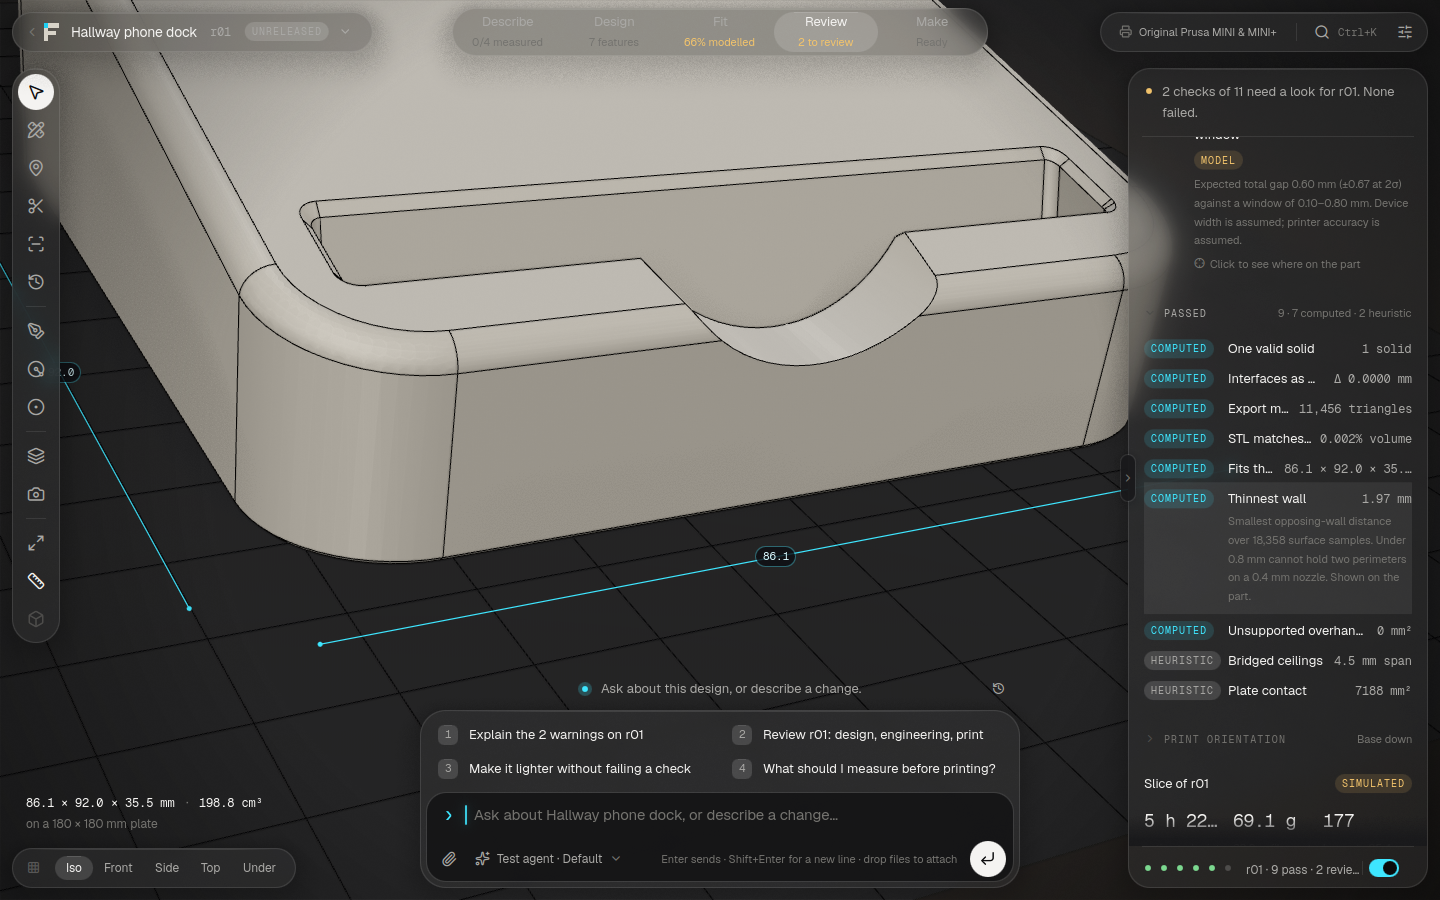 Hallway phone dock r01 UNRELEASED
Describe
0/4 measured
Design
7 features
Fit
66% modelled
Review
2 to review
Make
Ready
Original Prusa MINI & MINI+
Ctrl+K
2 checks of 11 need a look for r01. None
failed.
window
MODEL
Expected total gap 0.60 mm (±0.67 at 2σ)
against a window of 0.10–0.80 mm. Device
width is assumed; printer accuracy is
assumed.
Click to see where on the part
PASSED 9 · 7 computed · 2 heuristic
COMPUTED One valid solid 1 solid
COMPUTED Interfaces as … Δ 0.0000 mm
COMPUTED Export m… 11,456 triangles
COMPUTED STL matches… 0.002% volume
COMPUTED Fits th… 86.1 × 92.0 × 35.…
COMPUTED Thinnest wall 1.97 mm
Smallest opposing-wall distance
over 18,358 surface samples. Under
0.8 mm cannot hold two perimeters
on a 0.4 mm nozzle. Shown on the
part.
COMPUTED Unsupported overhan… 0 mm²
HEURISTIC Bridged ceilings 4.5 mm span
HEURISTIC Plate contact 7188 mm²
PRINT ORIENTATION Base down
Slice of r01 SIMULATED
5 h 22… 69.1 g 177
r01 · 9 pass · 2 revie…
.0
86.1
Ask about this design, or describe a change.
1 Explain the 2 warnings on r01
2 Review r01: design, engineering, print
3 Make it lighter without failing a check
4 What should I measure before printing?
Ask about Hallway phone dock, or describe a change…
Test agent · Default
Enter sends · Shift+Enter for a new line · drop files to attach
86.1 × 92.0 × 35.5 mm · 198.8 cm³
on a 180 × 180 mm plate
Iso Front Side Top Under